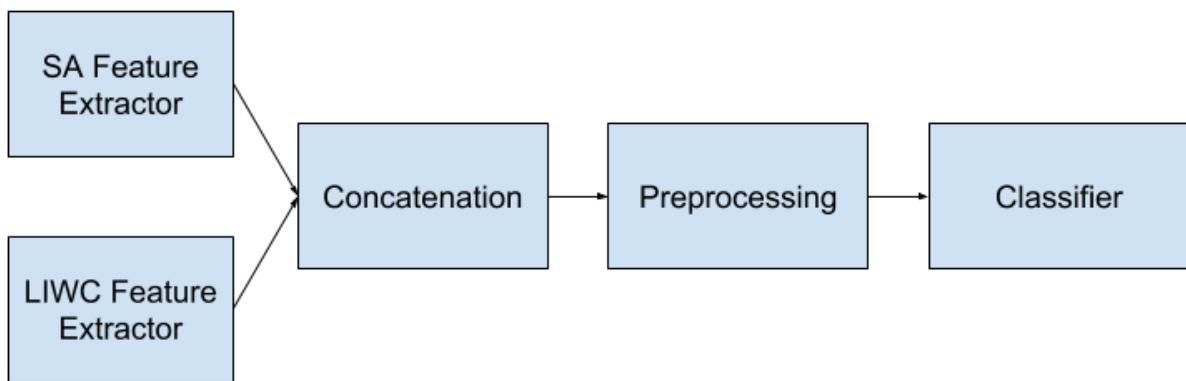 SA Feature
Extractor
LIWC Feature
Extractor
Concatenation
Preprocessing
Classifier